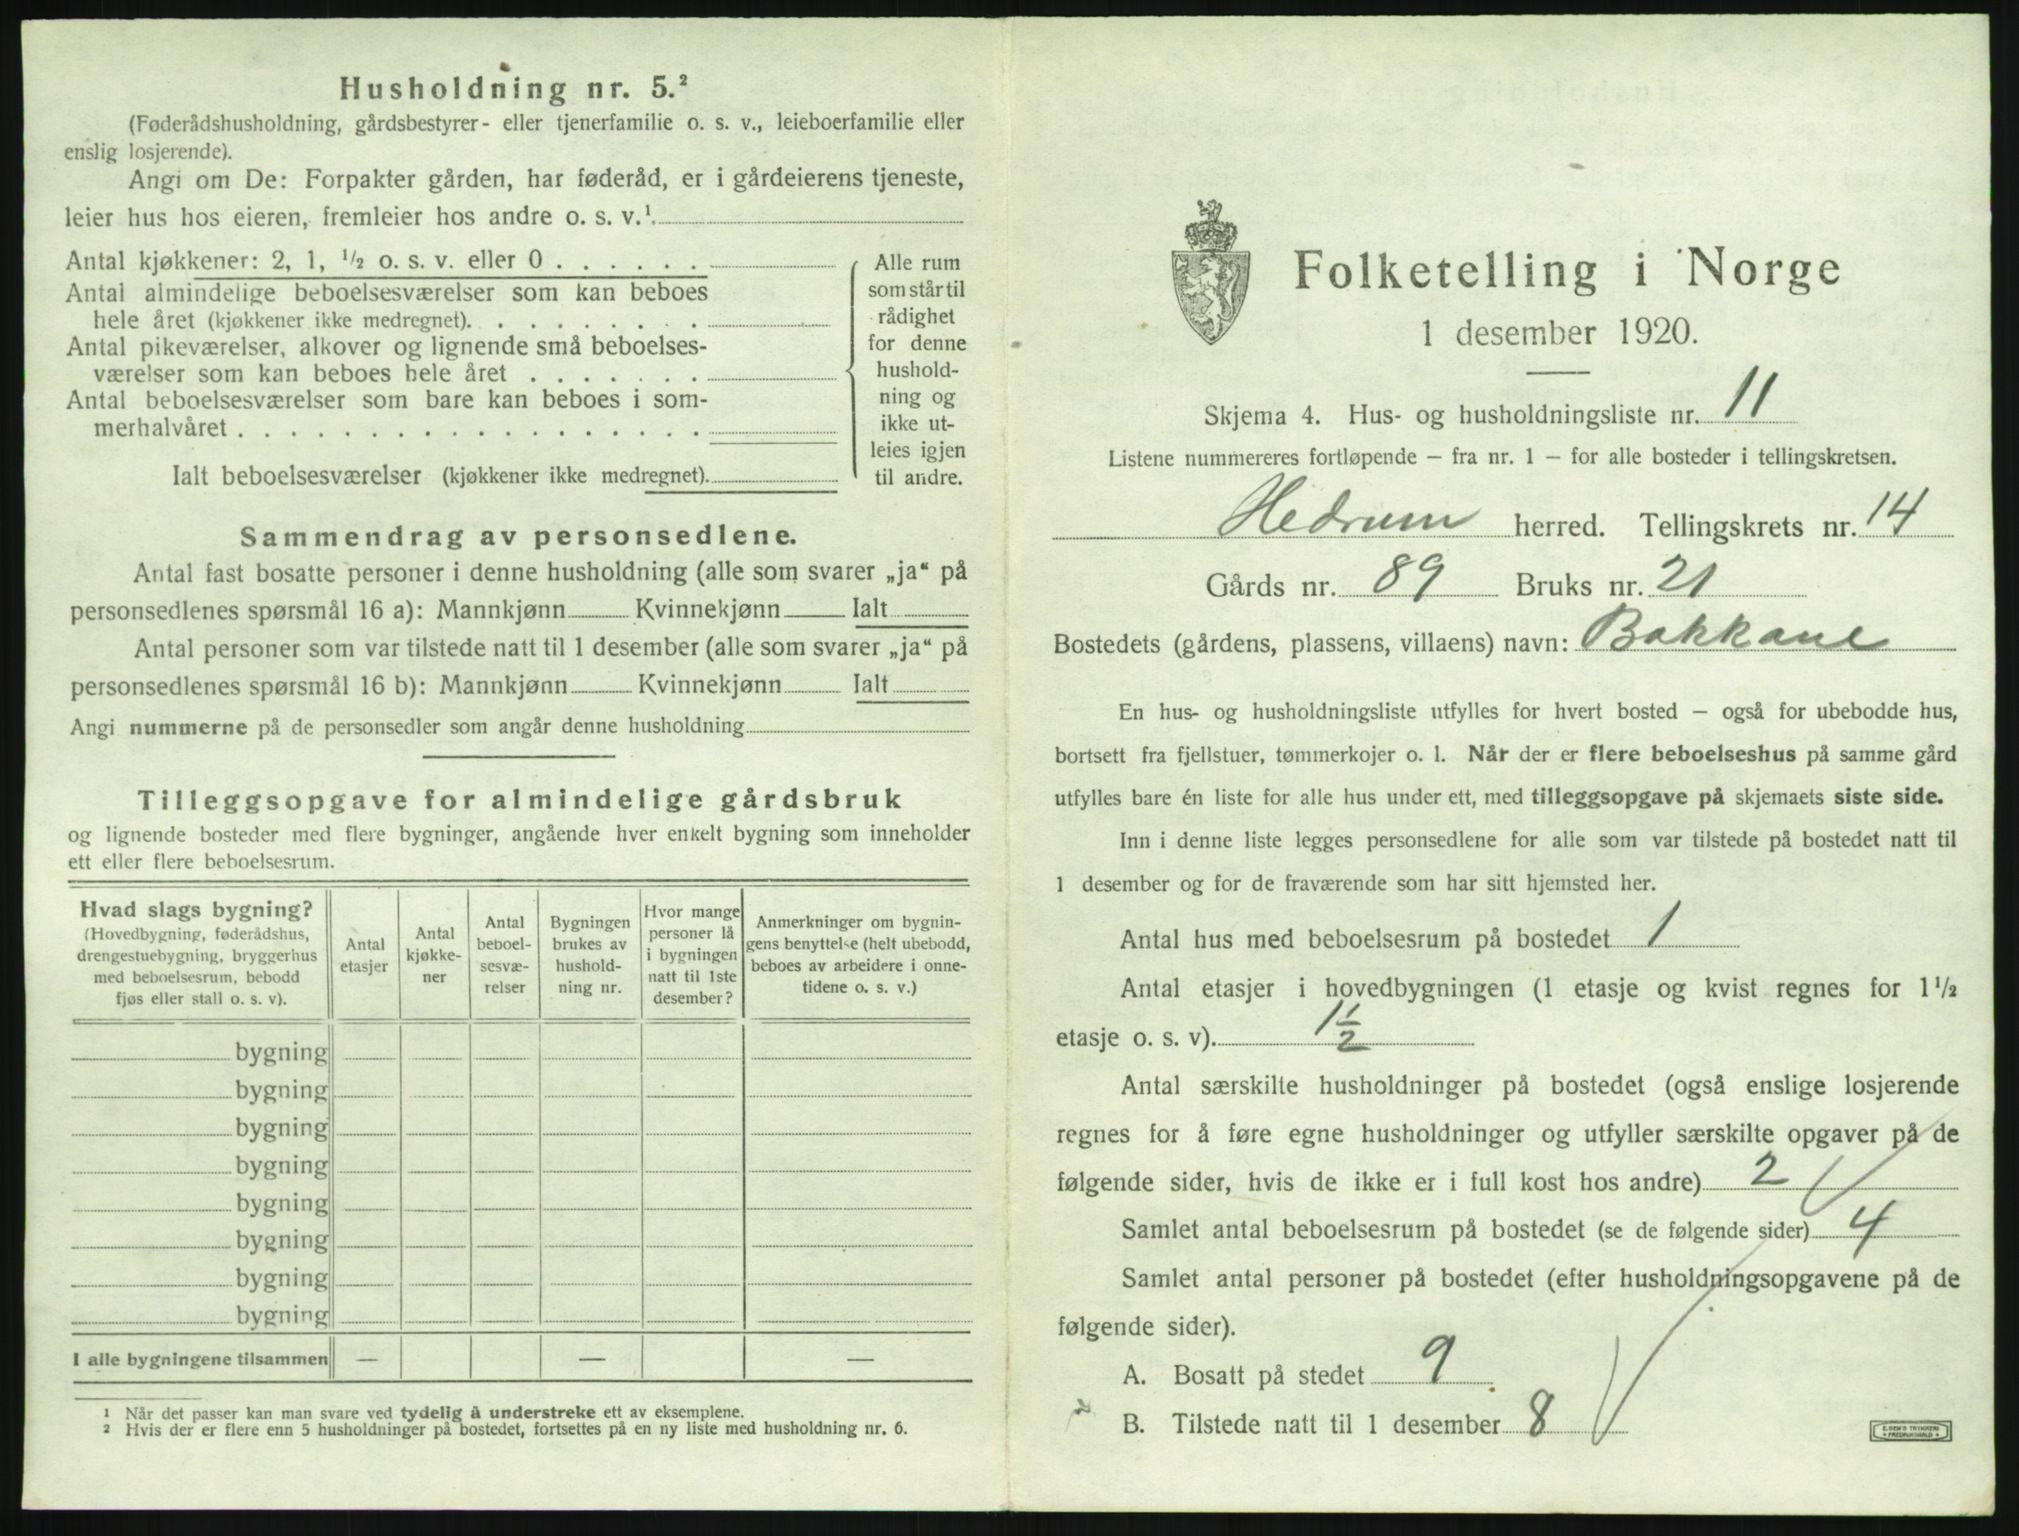 Husholdning nr. 5.²
(Føderådshusholdning, gårdsbestyrer- eller tjenerfamilie o. s. v., leieboerfamilie eller
enslig losjerende).
Angi om De: Forpakter gården, har føderåd, er i gårdeierens tjeneste,
leier hus hos eieren, fremleier hos andre o. s. v.¹
Antal kjøkkener: 2, 1, ½ o. s. v. eller 0 . . . . . .
Antal almindelige beboelsesværelser som kan beboes
hele året (kjøkkener ikke medregnet). . . . . . . . .
Antal pikeværelser, alkover og lignende små beboelses-
værelser som kan beboes hele året . . . . . . .
Antal beboelsesværelser som bare kan beboes i som-
merhalvåret . . . . . . . . . . . . . . . . . .
Ialt beboelsesværelser (kjøkkener ikke medregnet).
Alle rum
som står til
rådighet
for denne
hushold-
ning og
ikke ut-
leies igjen
til andre.
Sammendrag av personsedlene.
Antal fast bosatte personer i denne husholdning (alle som svarer „ja“ på
personsedlenes spørsmål 16 a): Mannkjønn Kvinnekjønn Ialt
Antal personer som var tilstede natt til 1 desember (alle som svarer „ja“ på
personsedlenes spørsmål 16 b): Mannkjønn Kvinnekjønn Ialt
Angi nummerne på de personsedler som angår denne husholdning
Tilleggsopgave for almindelige gårdsbruk
og lignende bosteder med flere bygninger, angående hver enkelt bygning som inneholder
ett eller flere beboelsesrum.
Hvad slags bygning?
(Hovedbygning, føderådshus,
drengestuebygning, bryggerhus
med beboelsesrum, bebodd
fjøs eller stall o. s. v).
Antal
etasjer
Antal
kjøkke-
ner
Antal
beboel-
sesvæ-
relser
Bygningen
brukes av
hushold-
ning nr.
Hvor mange
personer lå
i bygningen
natt til 1ste
desember?
Anmerkninger om bygnin-
gens benyttelse (helt ubebodd,
beboes av arbeidere i onne-
tidene o. s. v.)
bygning
bygning
bygning
bygning
bygning
bygning
bygning
bygning
I alle bygningene tilsammen — — —
¹ Når det passer kan man svare ved tydelig å understreke ett av eksemplene.
² Hvis der er flere enn 5 husholdninger på bostedet, fortsettes på en ny liste med husholdning nr. 6.
Folketelling i Norge
1 desember 1920.
Skjema 4. Hus- og husholdningsliste nr. 11
Listene nummereres fortløpende — fra nr. 1 — for alle bosteder i tellingskretsen.
Hedrum herred. Tellingskrets nr. 14
Gårds nr. 89 Bruks nr. 21
Bostedets (gårdens, plassens, villaens) navn: Bakkane
En hus- og husholdningsliste utfylles for hvert bosted — også for ubebodde hus,
bortsett fra fjellstuer, tømmerkojer o. l. Når der er flere beboelseshus på samme gård
utfylles bare én liste for alle hus under ett, med tilleggsopgave på skjemaets siste side.
Inn i denne liste legges personsedlene for alle som var tilstede på bostedet natt til
1 desember og for de fraværende som har sitt hjemsted her.
Antal hus med beboelsesrum på bostedet 1
Antal etasjer i hovedbygningen (1 etasje og kvist regnes for 1½
etasje o. s. v). 1½
Antal særskilte husholdninger på bostedet (også enslige losjerende
regnes for å føre egne husholdninger og utfyller særskilte opgaver på de
følgende sider, hvis de ikke er i full kost hos andre) 2
Samlet antal beboelsesrum på bostedet (se de følgende sider) 4
Samlet antal personer på bostedet (efter husholdningsopgavene på de
følgende sider).
A. Bosatt på stedet 9
B. Tilstede natt til 1 desember 8